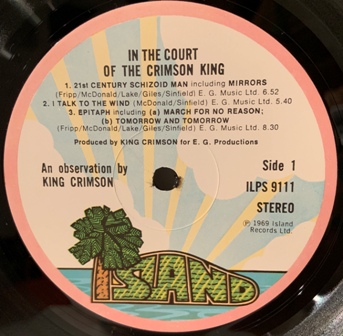 IN THE COURT
OF THE CRIMSON KING
1. 21st CENTURY SCHIZOID MAN including MIRRORS
(Fripp/McDonald/Lake/Giles/Sinfield) E. G. Music Ltd. 6.52
2. I TALK TO THE WIND (McDonald/Sinfield) E. G. Music Ltd. 5.40
3. EPITAPH including (a) MARCH FOR NO REASON;
(b) TOMORROW AND TOMORROW
(Fripp/McDonald/Lake/Giles/Sinfield) E. G. Music Ltd. 8.30
Produced by KING CRIMSON for E. G. Productions
An observation by
KING CRIMSON
Side 1
ILPS 9111
STEREO
℗ 1969 Island
Records Ltd.
ISLAND